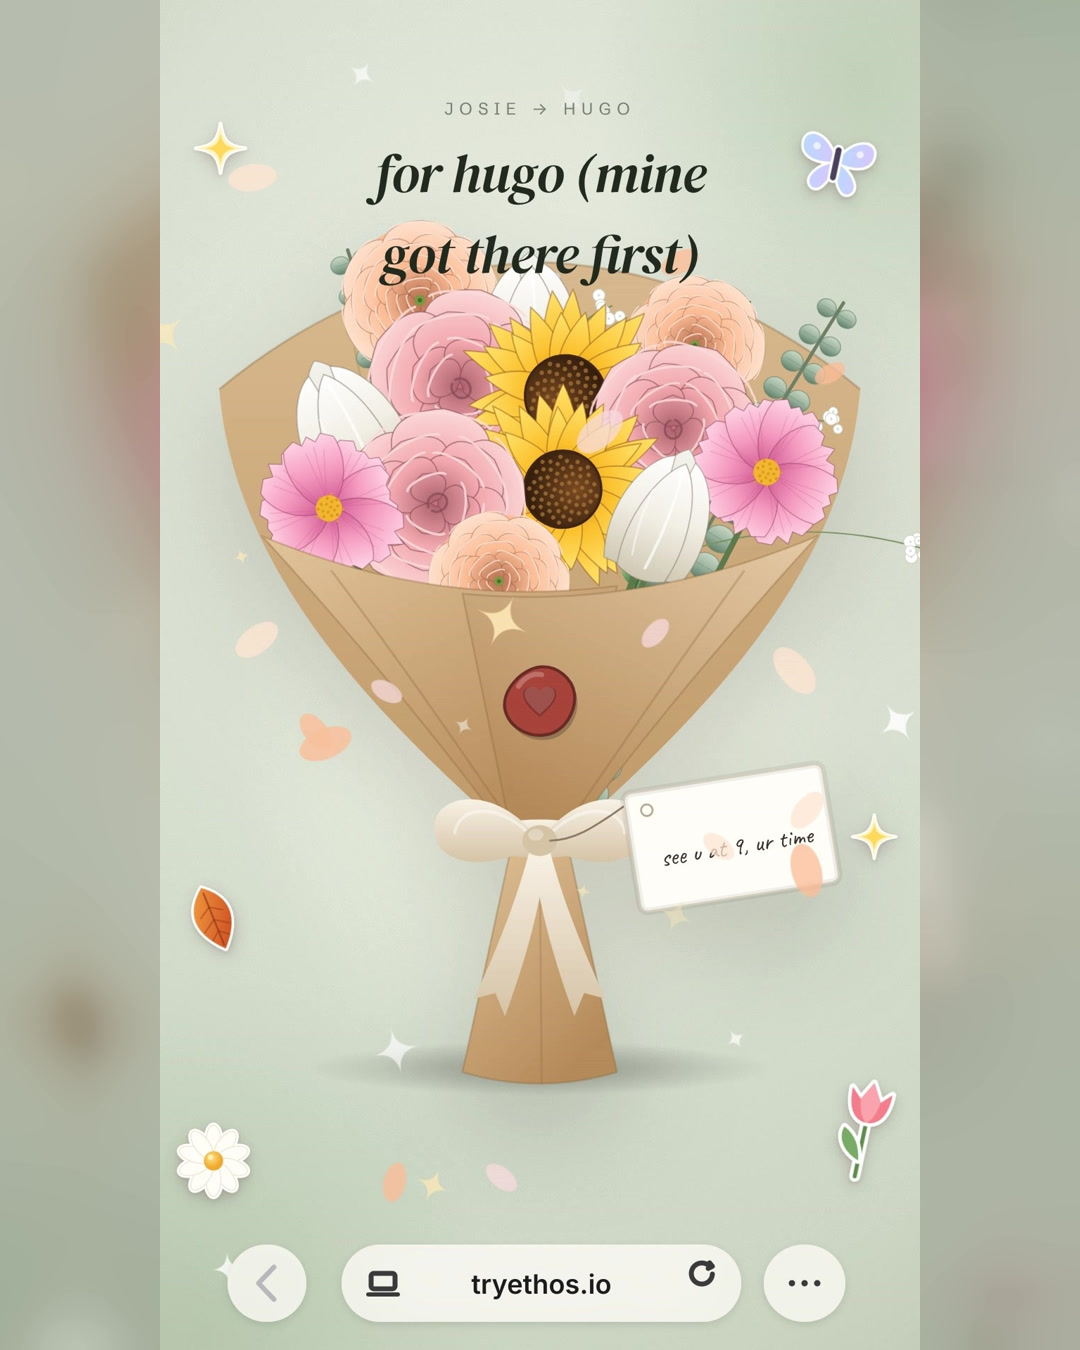 JOSIE → HUGO
for hugo (mine
got there first)
see u at 9, ur time
tryethos.io